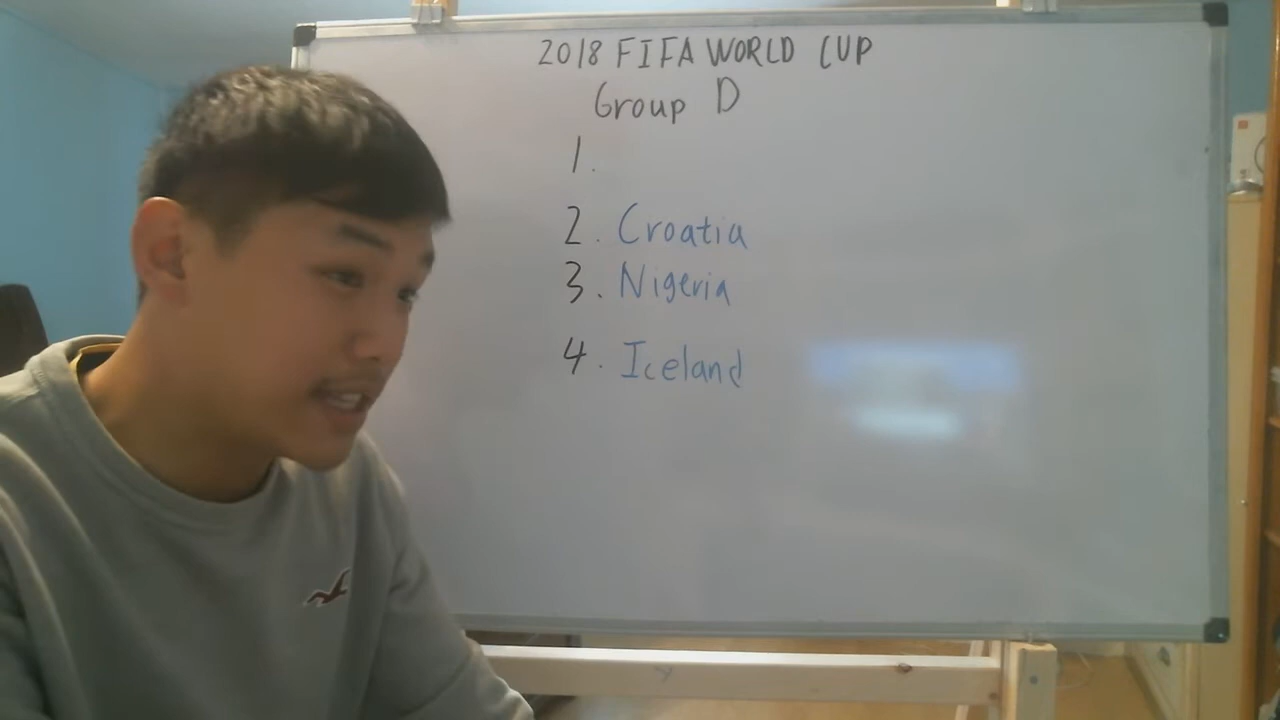 2018 FIFA WORLD CUP
Group D
1.
2. Croatia
3. Nigeria
4. Iceland